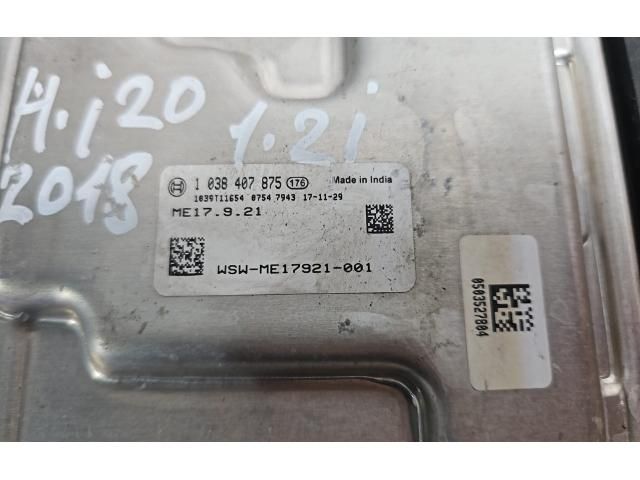 H.i20 1.2i
2018
1 038 407 875 176 Made in India
1039T11654 0754 7943 17-11-29
ME17.9.21
WSW-ME17921-001
0503527804